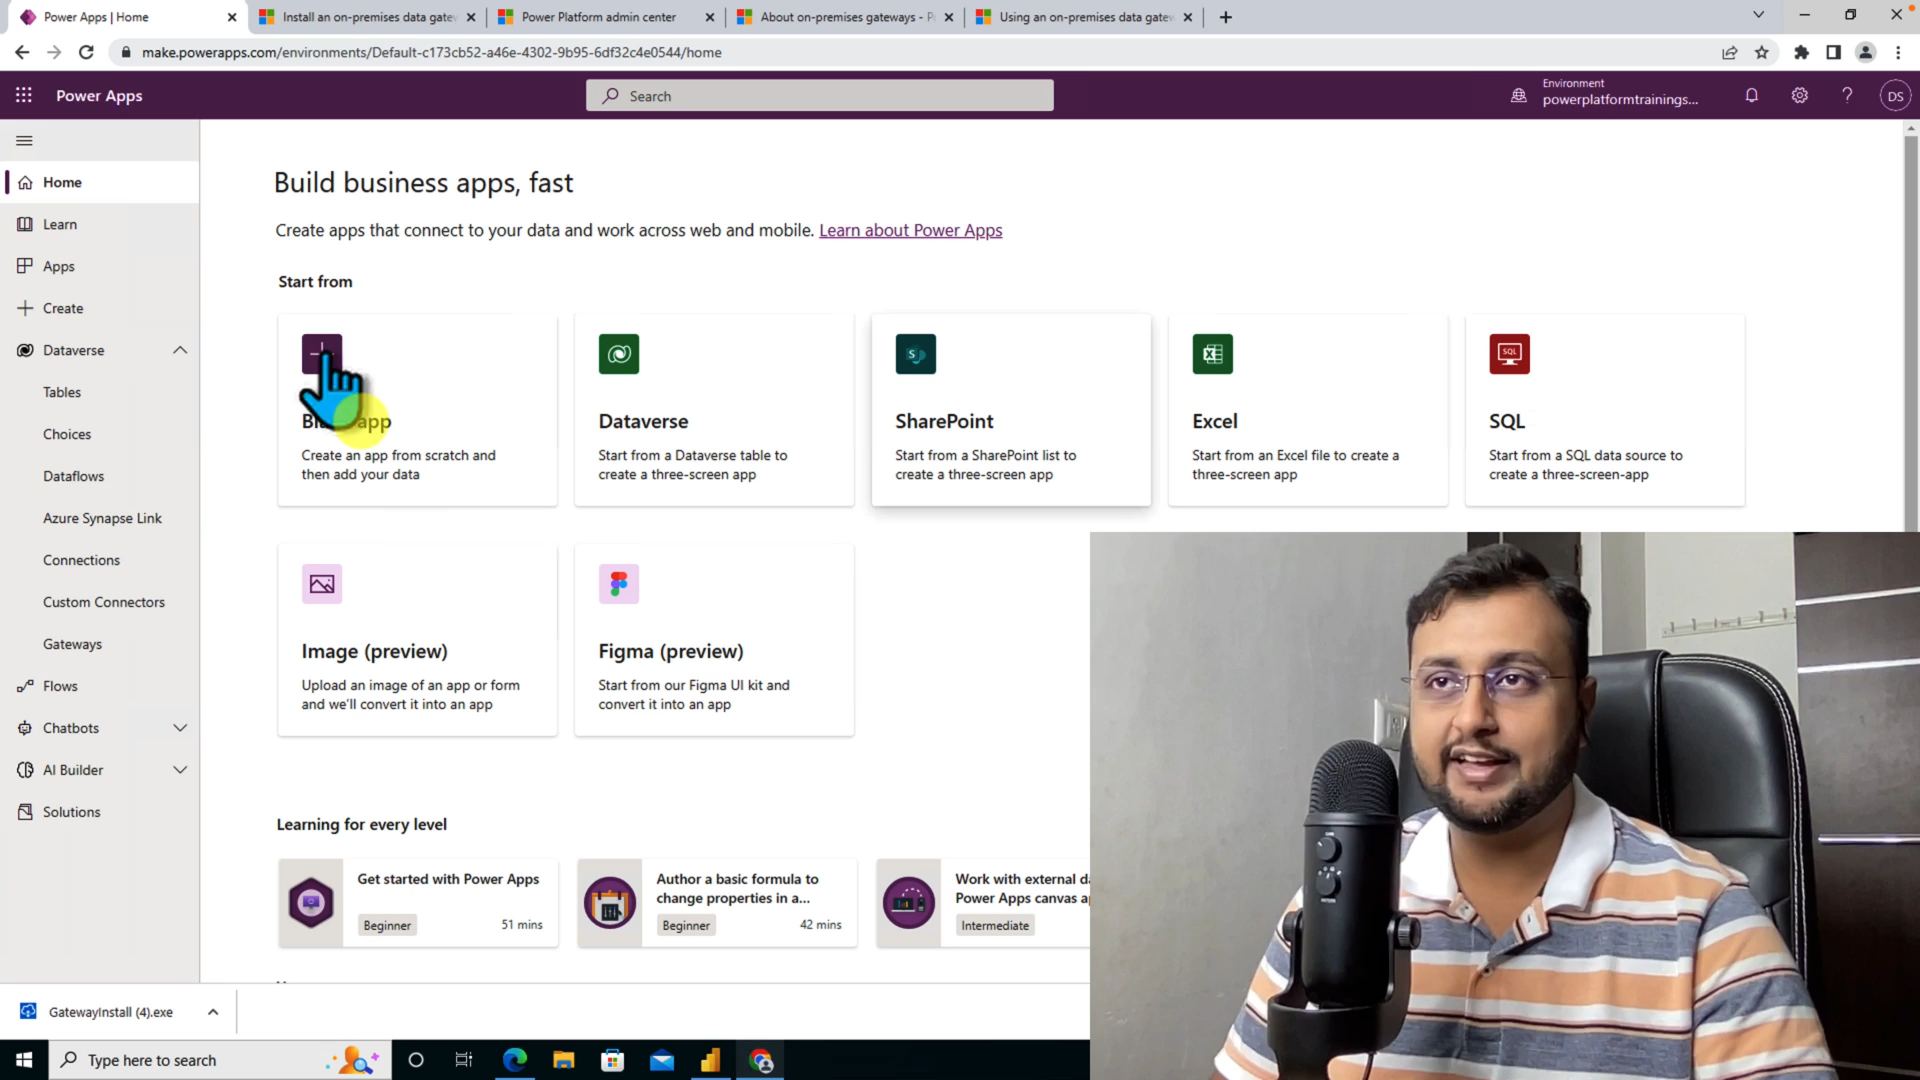 Power Apps | Home
Install an on-premises data gatew
Power Platform admin center
About on-premises gateways - P
Using an on-premises data gatew
make.powerapps.com/environments/Default-c173cb52-a46e-4302-9b95-6df32c4e0544/home
Power Apps
Search
Environment
powerplatformtrainings...
DS
Home
Learn
Apps
Create
Dataverse
Tables
Choices
Dataflows
Azure Synapse Link
Connections
Custom Connectors
Gateways
Flows
Chatbots
AI Builder
Solutions
Build business apps, fast
Create apps that connect to your data and work across web and mobile. Learn about Power Apps
Start from
app
Create an app from scratch and
then add your data
Dataverse
Start from a Dataverse table to
create a three-screen app
S
SharePoint
Start from a SharePoint list to
create a three-screen app
Excel
Start from an Excel file to create a
three-screen app
SQL
SQL
Start from a SQL data source to
create a three-screen-app
Image (preview)
Upload an image of an app or form
and we'll convert it into an app
Figma (preview)
Start from our Figma UI kit and
convert it into an app
Learning for every level
Get started with Power Apps
Beginner
51 mins
Author a basic formula to
change properties in a...
Beginner
42 mins
Work with external da
Power Apps canvas ap
Intermediate
GatewayInstall (4).exe
Type here to search